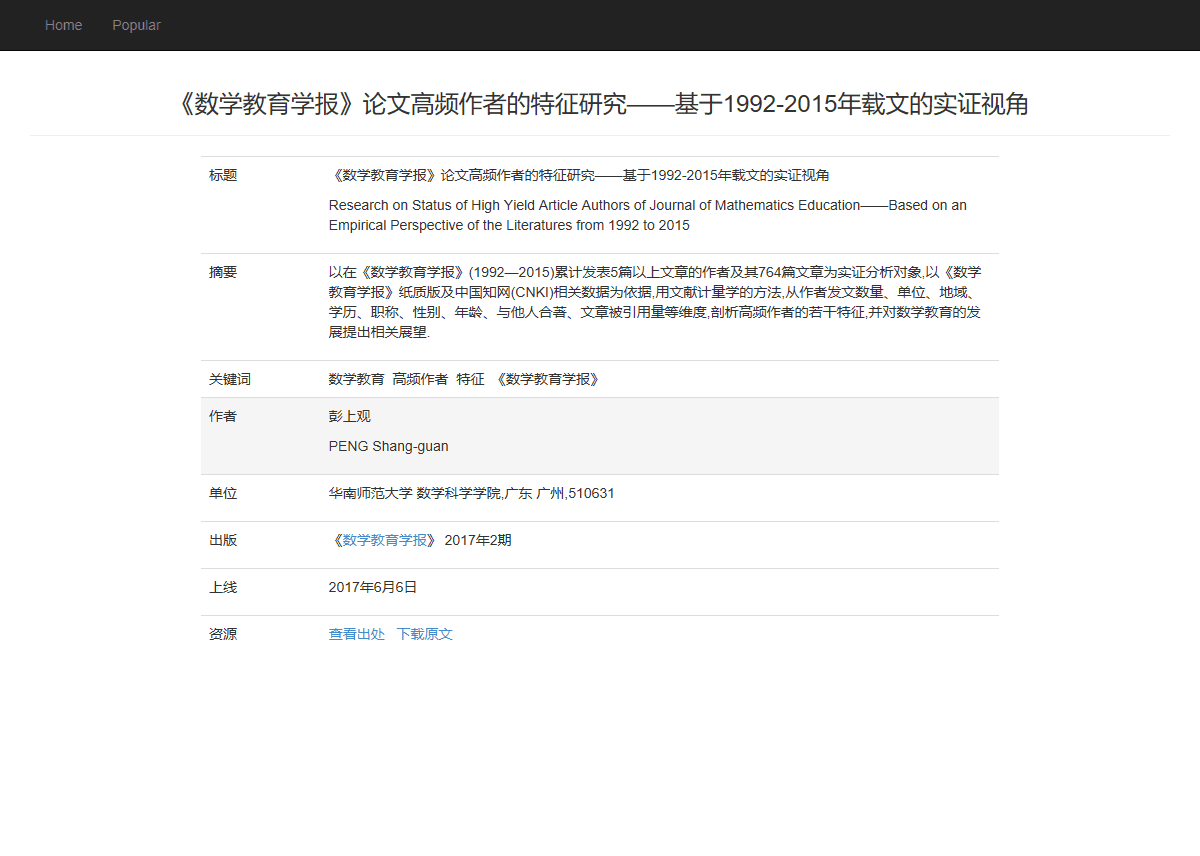 Home Popular
《数学教育学报》论文高频作者的特征研究——基于1992-2015年载文的实证视角
标题 《数学教育学报》论文高频作者的特征研究——基于1992-2015年载文的实证视角
Research on Status of High Yield Article Authors of Journal of Mathematics Education——Based on an
Empirical Perspective of the Literatures from 1992 to 2015
摘要 以在《数学教育学报》(1992—2015)累计发表5篇以上文章的作者及其764篇文章为实证分析对象,以《数学
教育学报》纸质版及中国知网(CNKI)相关数据为依据,用文献计量学的方法,从作者发文数量、单位、地域、
学历、职称、性别、年龄、与他人合著、文章被引用量等维度,剖析高频作者的若干特征,并对数学教育的发
展提出相关展望.
关键词 数学教育 高频作者 特征 《数学教育学报》
作者 彭上观
PENG Shang-guan
单位 华南师范大学 数学科学学院,广东 广州,510631
出版 《数学教育学报》 2017年2期
上线 2017年6月6日
资源 查看出处 下载原文